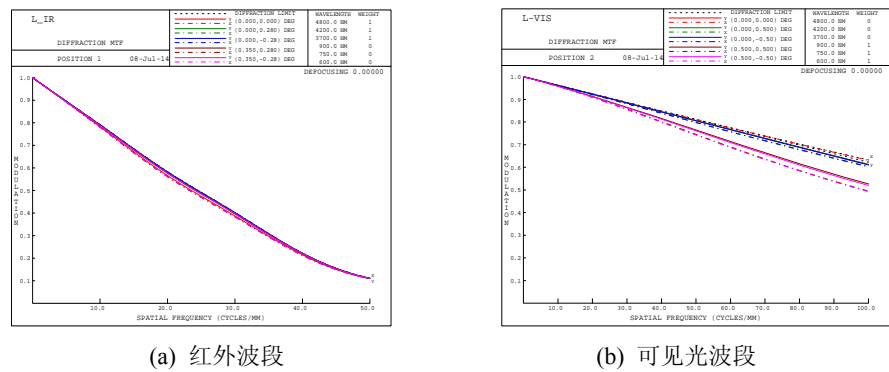 L_IR
DIFFRACTION LIMIT
Y (0.000,0.000) DEG
X
Y (0.000,0.280) DEG
X
Y (0.000,-0.28) DEG
X
Y (0.350,0.280) DEG
X
Y (0.350,-0.28) DEG
X
WAVELENGTH WEIGHT
4800.0 NM 1
4200.0 NM 1
3700.0 NM 1
900.0 NM 0
750.0 NM 0
600.0 NM 0
DIFFRACTION MTF
POSITION 1 08-Jul-14
DEFOCUSING 0.00000
1.0
0.9
0.8
0.7
0.6
0.5
0.4
0.3
0.2
0.1
MODULATION
X
Y
10.0 20.0 30.0 40.0 50.0
SPATIAL FREQUENCY (CYCLES/MM)
(a) 红外波段
L-VIS
DIFFRACTION LIMIT
Y (0.000,0.000) DEG
X
Y (0.000,0.500) DEG
X
Y (0.000,-0.50) DEG
X
Y (0.500,0.500) DEG
X
Y (0.500,-0.50) DEG
X
WAVELENGTH WEIGHT
4800.0 NM 0
4200.0 NM 0
3700.0 NM 0
900.0 NM 1
750.0 NM 1
600.0 NM 1
DIFFRACTION MTF
POSITION 2 08-Jul-14
DEFOCUSING 0.00000
1.0
0.9
0.8
0.7
0.6
0.5
0.4
0.3
0.2
0.1
MODULATION
X
10.0 20.0 30.0 40.0 50.0 60.0 70.0 80.0 90.0 100.0
SPATIAL FREQUENCY (CYCLES/MM)
(b) 可见光波段